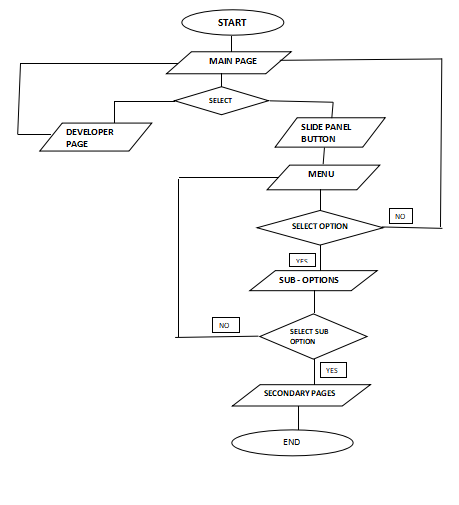 START
MAIN PAGE
SELECT
DEVELOPER
PAGE
SLIDE PANEL
BUTTON
MENU
NO
SELECT OPTION
YES
SUB - OPTIONS
NO
SELECT SUB
OPTION
YES
SECONDARY PAGES
END